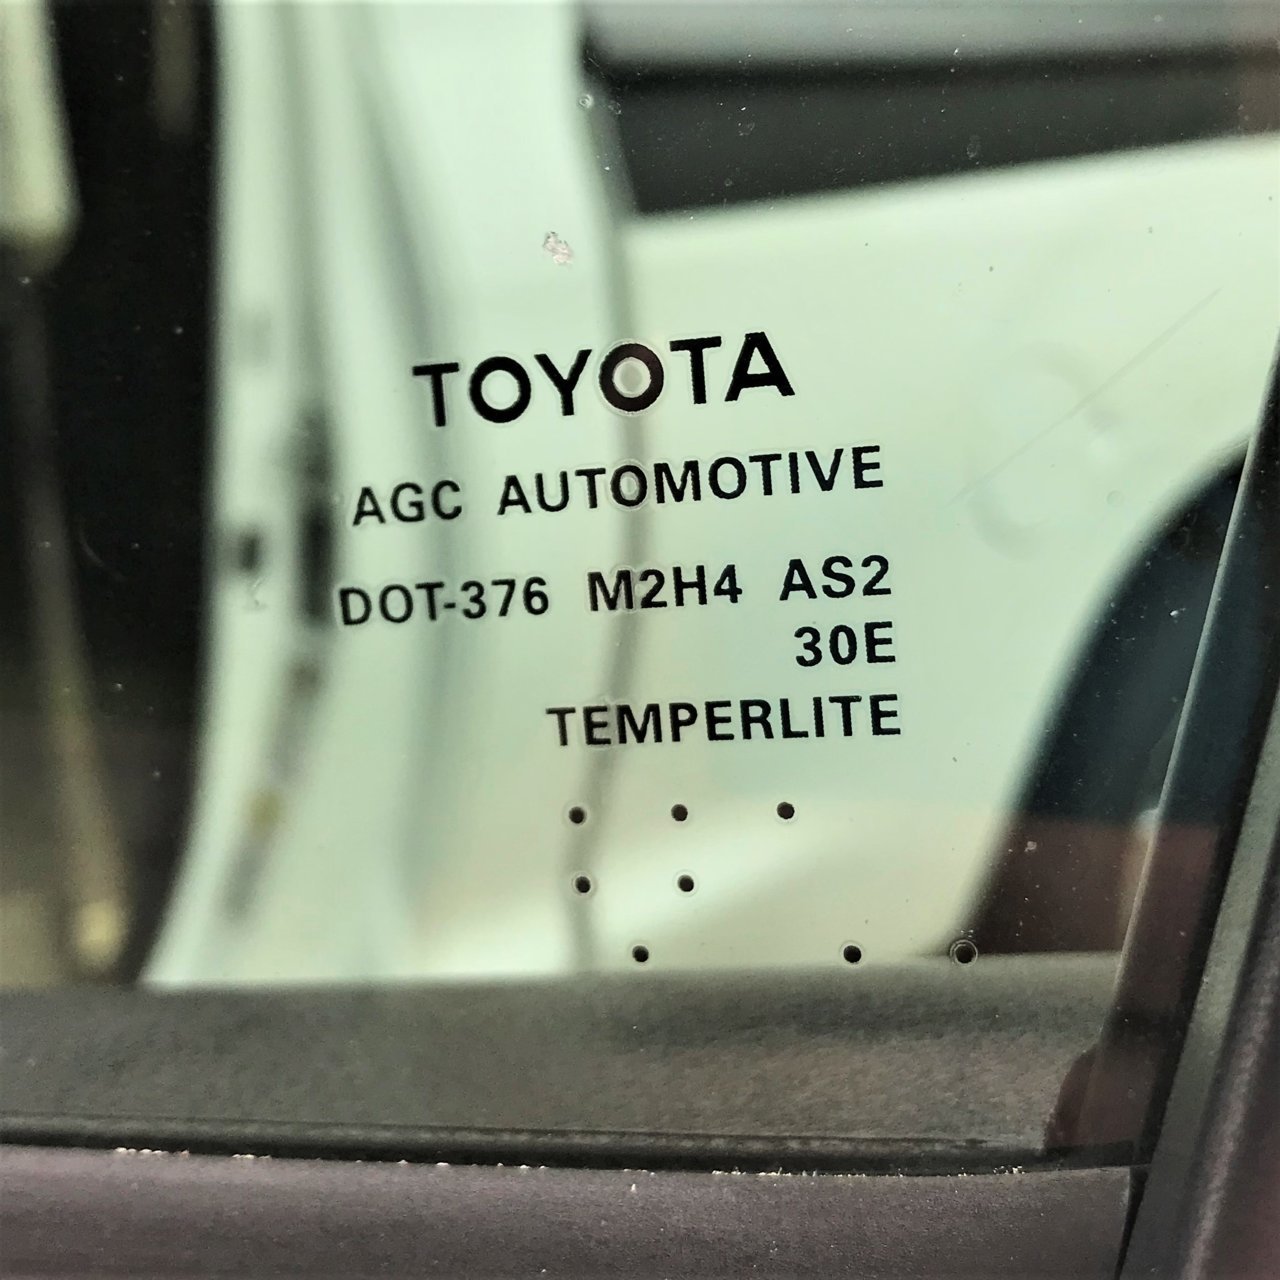 TOYOTA
AGC AUTOMOTIVE
DOT-376 M2H4 AS2
30E
TEMPERLITE